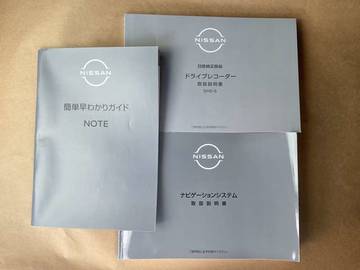 NISSAN
簡単早わかりガイド
NOTE
NISSAN
日産純正部品
ドライブレコーダー
取扱説明書
NISSAN
ナビゲーションシステム
取扱説明書